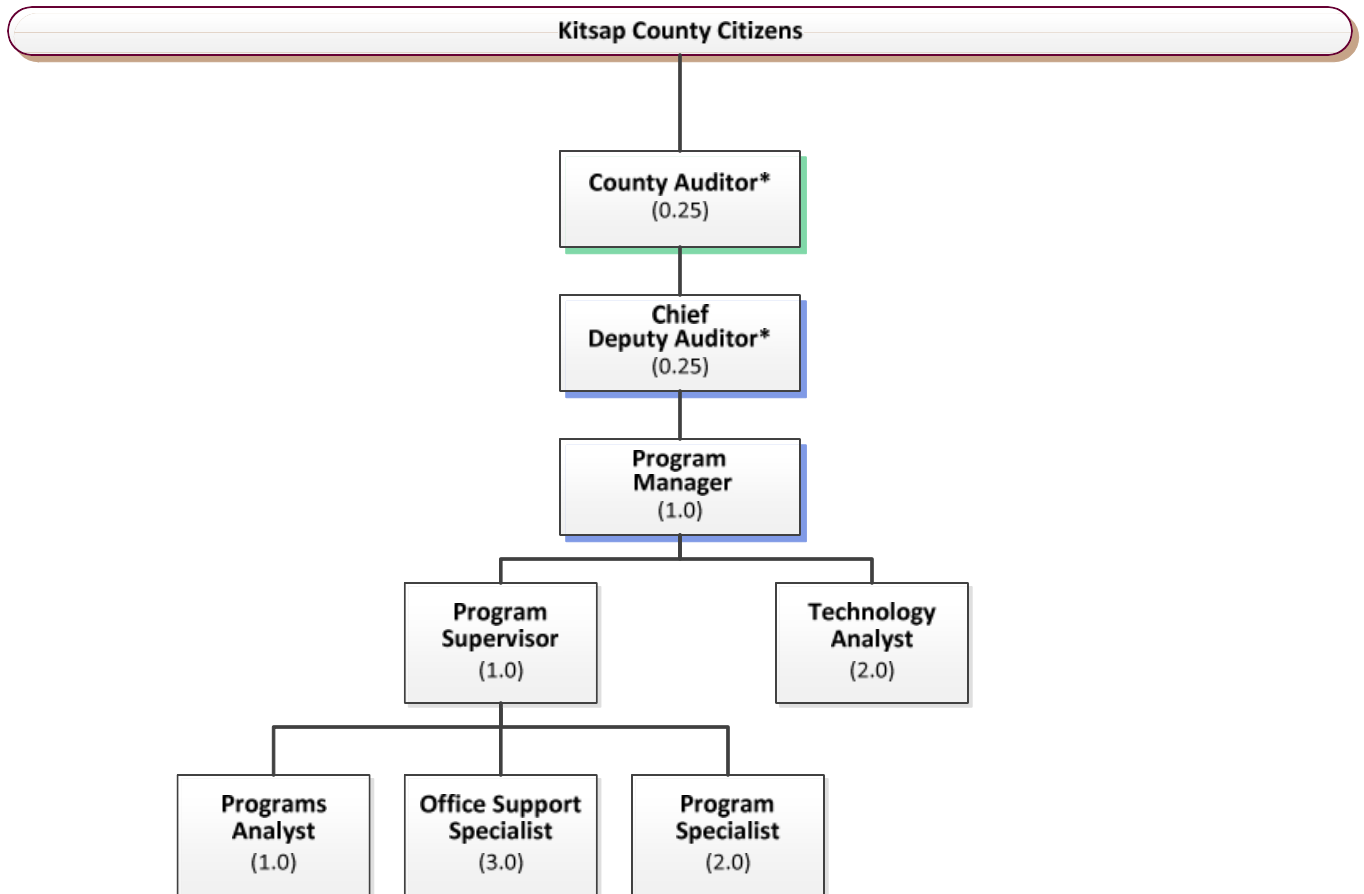 Kitsap County Citizens
County Auditor*
(0.25)
Chief
Deputy Auditor*
(0.25)
Program
Manager
(1.0)
Program
Supervisor
(1.0)
Technology
Analyst
(2.0)
Programs
Analyst
(1.0)
Office Support
Specialist
(3.0)
Program
Specialist
(2.0)